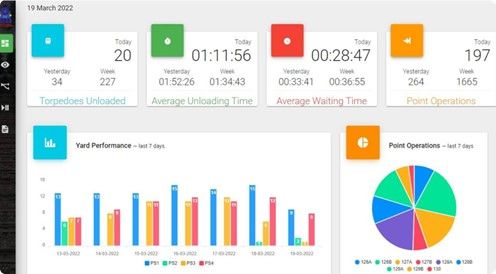 19 March 2022
Today
20
Yesterday Week
34 227
Torpedoes Unloaded
Today
01:11:56
Yesterday Week
01:52:26 01:34:43
Average Unloading Time
Today
00:28:47
Yesterday Week
00:33:41 00:36:55
Average Waiting Time
Today
197
Yesterday Week
264 1665
Point Operations
Yard Performance – last 7 days.
16
12
8
4
0
13-03-2022 14-03-2022 15-03-2022 16-03-2022 17-03-2022 18-03-2022 19-03-2022
PS1 PS2 PS3 PS4
Point Operations – last 7 days.
128A 126B 127A 127B 128A 126A
129A 129B 130